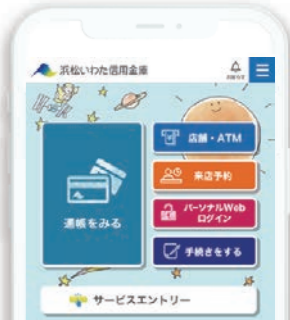 浜松いわた信用金庫
お知らせ
店舗・ATM
来店予約
通帳をみる
パーソナルWeb
ログイン
手続きをする
サービスエントリー